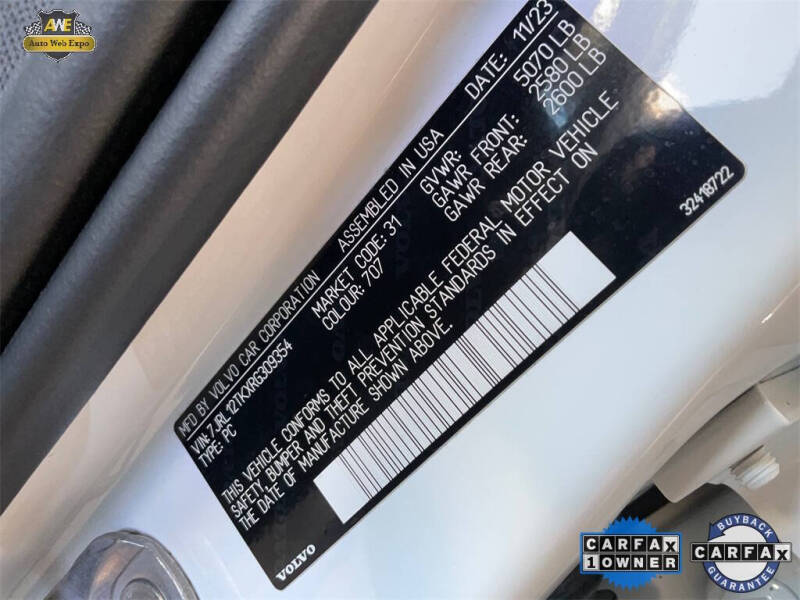 AWE
Auto Web Expo
MFD BY VOLVO CAR CORPORATION ASSEMBLED IN USA DATE: 11/23
VIN: 7JRL121KXRG309354
TYPE: PC
MARKET CODE: 31
COLOUR: 707
GVWR: 5070 LB
GAWR FRONT: 2580 LB
GAWR REAR: 2600 LB
THIS VEHICLE CONFORMS TO ALL APPLICABLE FEDERAL MOTOR VEHICLE
SAFETY, BUMPER AND THEFT PREVENTION STANDARDS IN EFFECT ON
THE DATE OF MANUFACTURE SHOWN ABOVE.
32418722
VOLVO
CARFAX
1 OWNER
BUYBACK
CARFAX
GUARANTEE